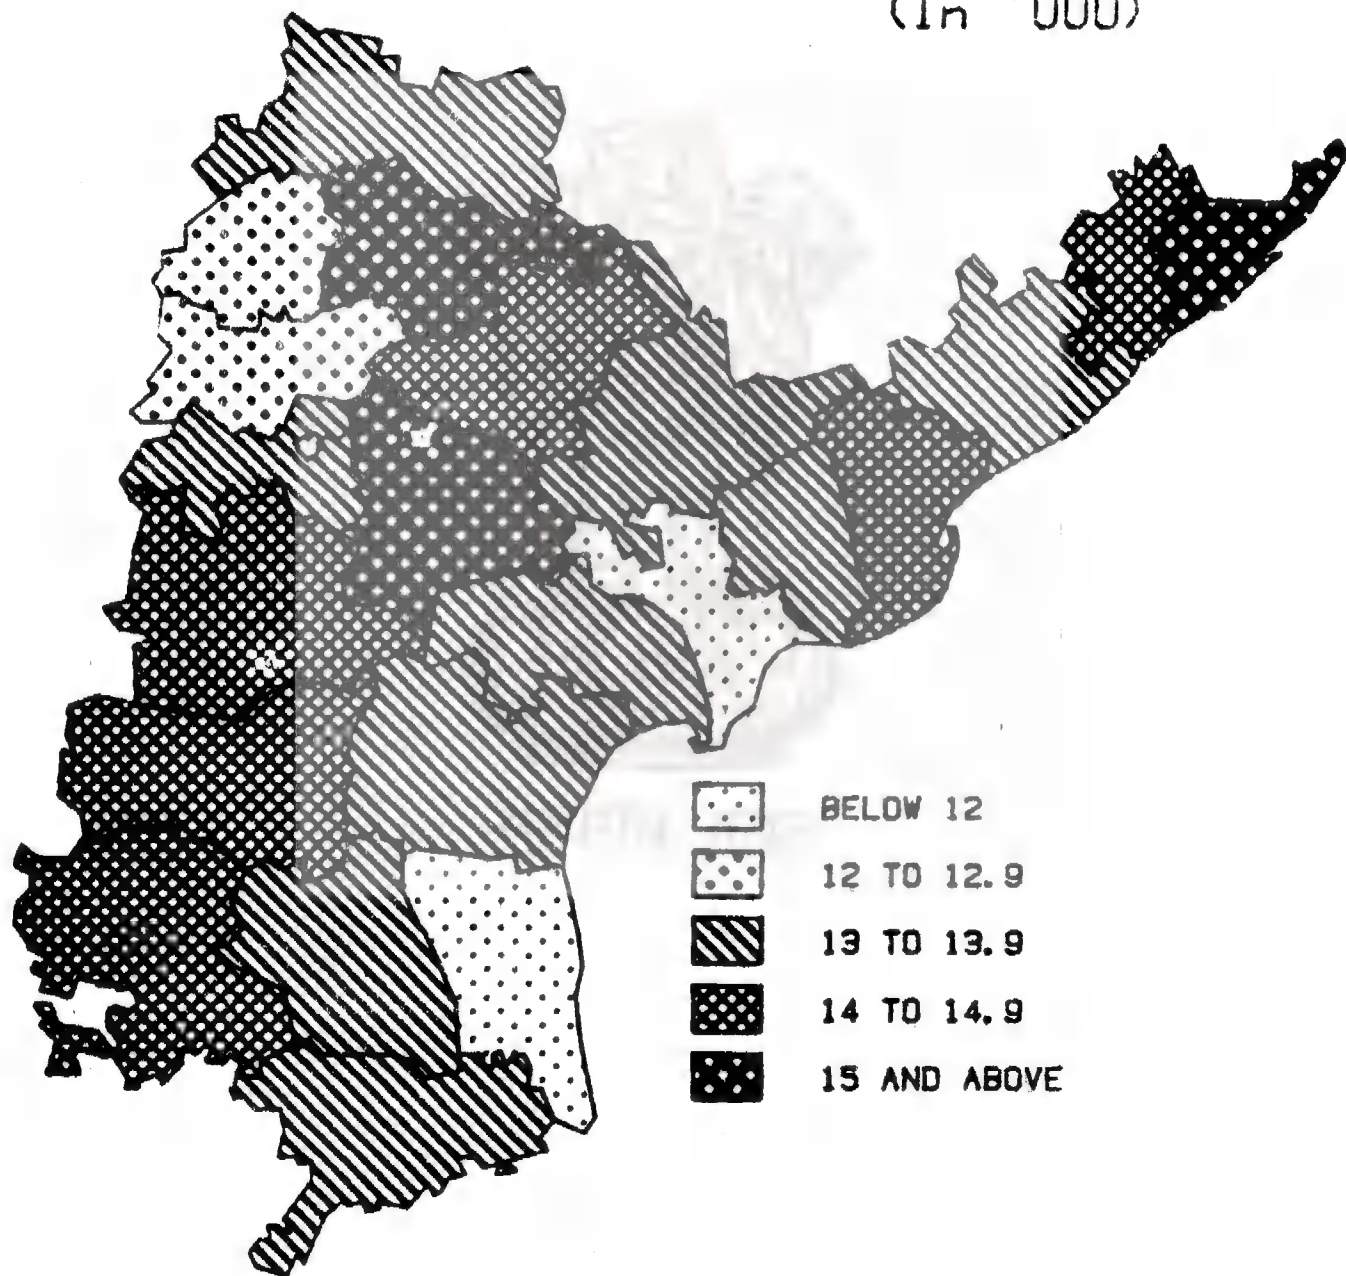 (In '000)
BELOW 12
12 TO 12.9
13 TO 13.9
14 TO 14.9
15 AND ABOVE